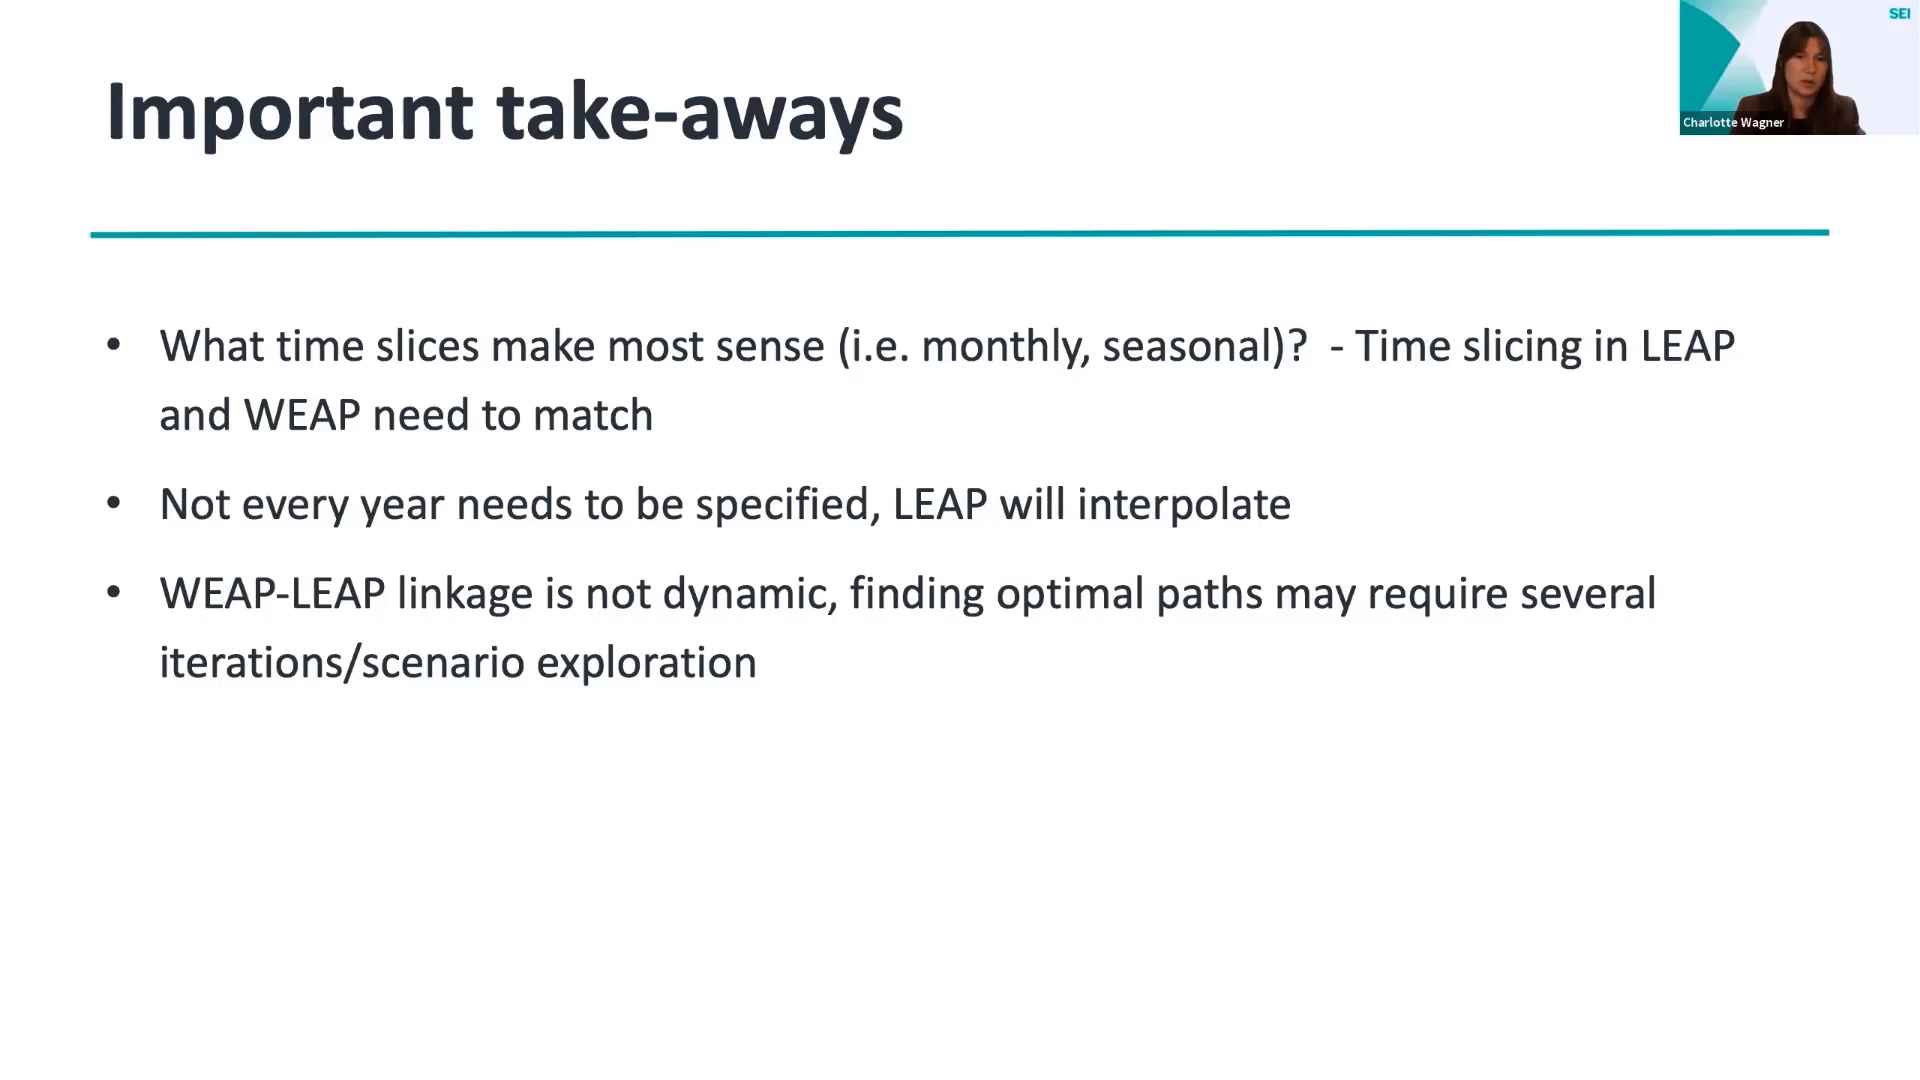 SEI
Important take-aways
Charlotte Wagner
• What time slices make most sense (i.e. monthly, seasonal)?  - Time slicing in LEAP
and WEAP need to match
• Not every year needs to be specified, LEAP will interpolate
• WEAP-LEAP linkage is not dynamic, finding optimal paths may require several
iterations/scenario exploration